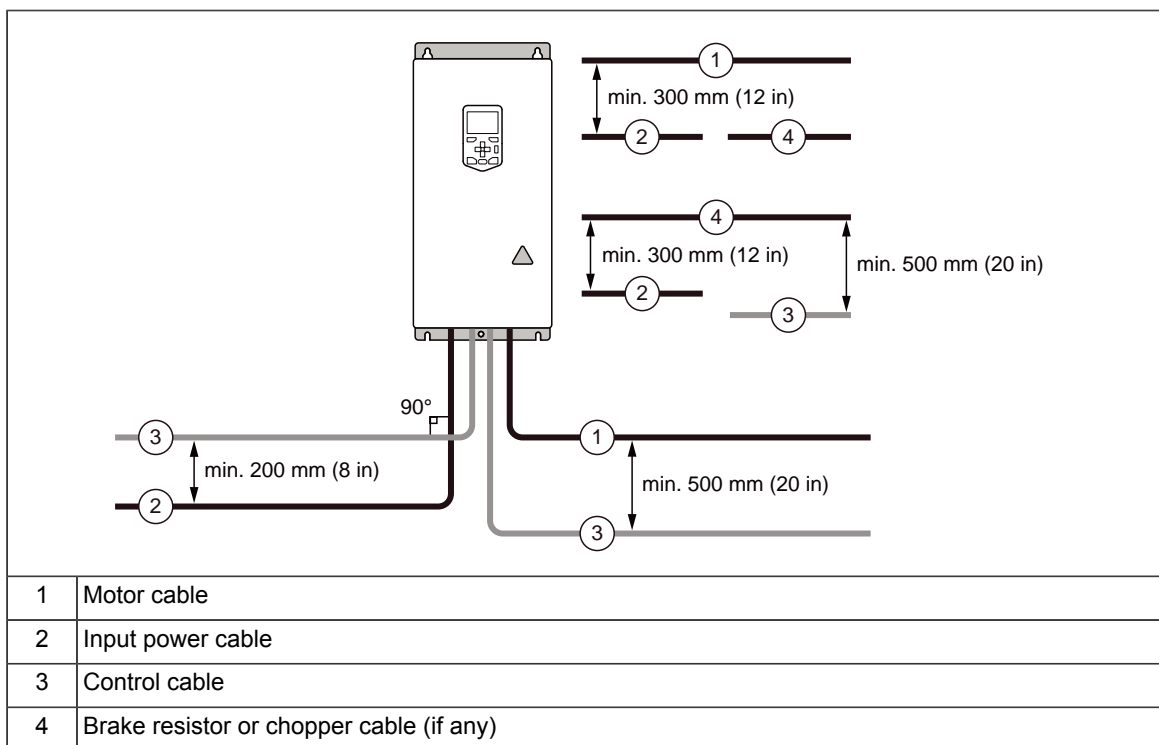 1
min. 300 mm (12 in)
2
4
4
min. 300 mm (12 in)
min. 500 mm (20 in)
2
3
90°
3
1
min. 200 mm (8 in)
min. 500 mm (20 in)
2
3
1 Motor cable
2 Input power cable
3 Control cable
4 Brake resistor or chopper cable (if any)